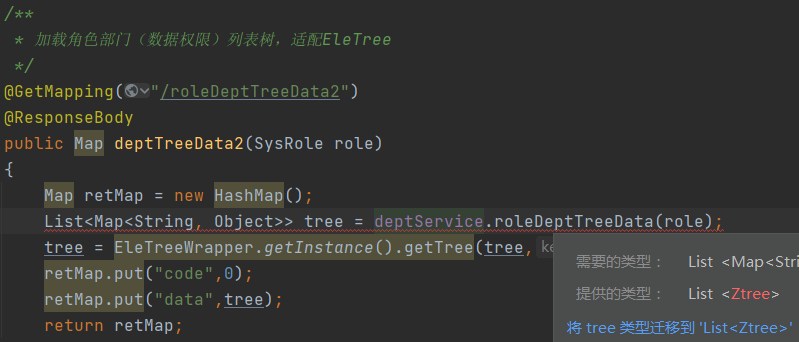 /**
* 加载角色部门（数据权限）列表树，适配EleTree
*/
@GetMapping("/roleDeptTreeData2")
@ResponseBody
public Map deptTreeData2(SysRole role)
{
Map retMap = new HashMap();
List<Map<String, Object>> tree = deptService.roleDeptTreeData(role);
tree = EleTreeWrapper.getInstance().getTree(tree,
需要的类型： List <Map<Stri
retMap.put("code",0);
提供的类型： List <Ztree>
retMap.put("data",tree);
将 tree 类型迁移到 'List<Ztree>'
return retMap;